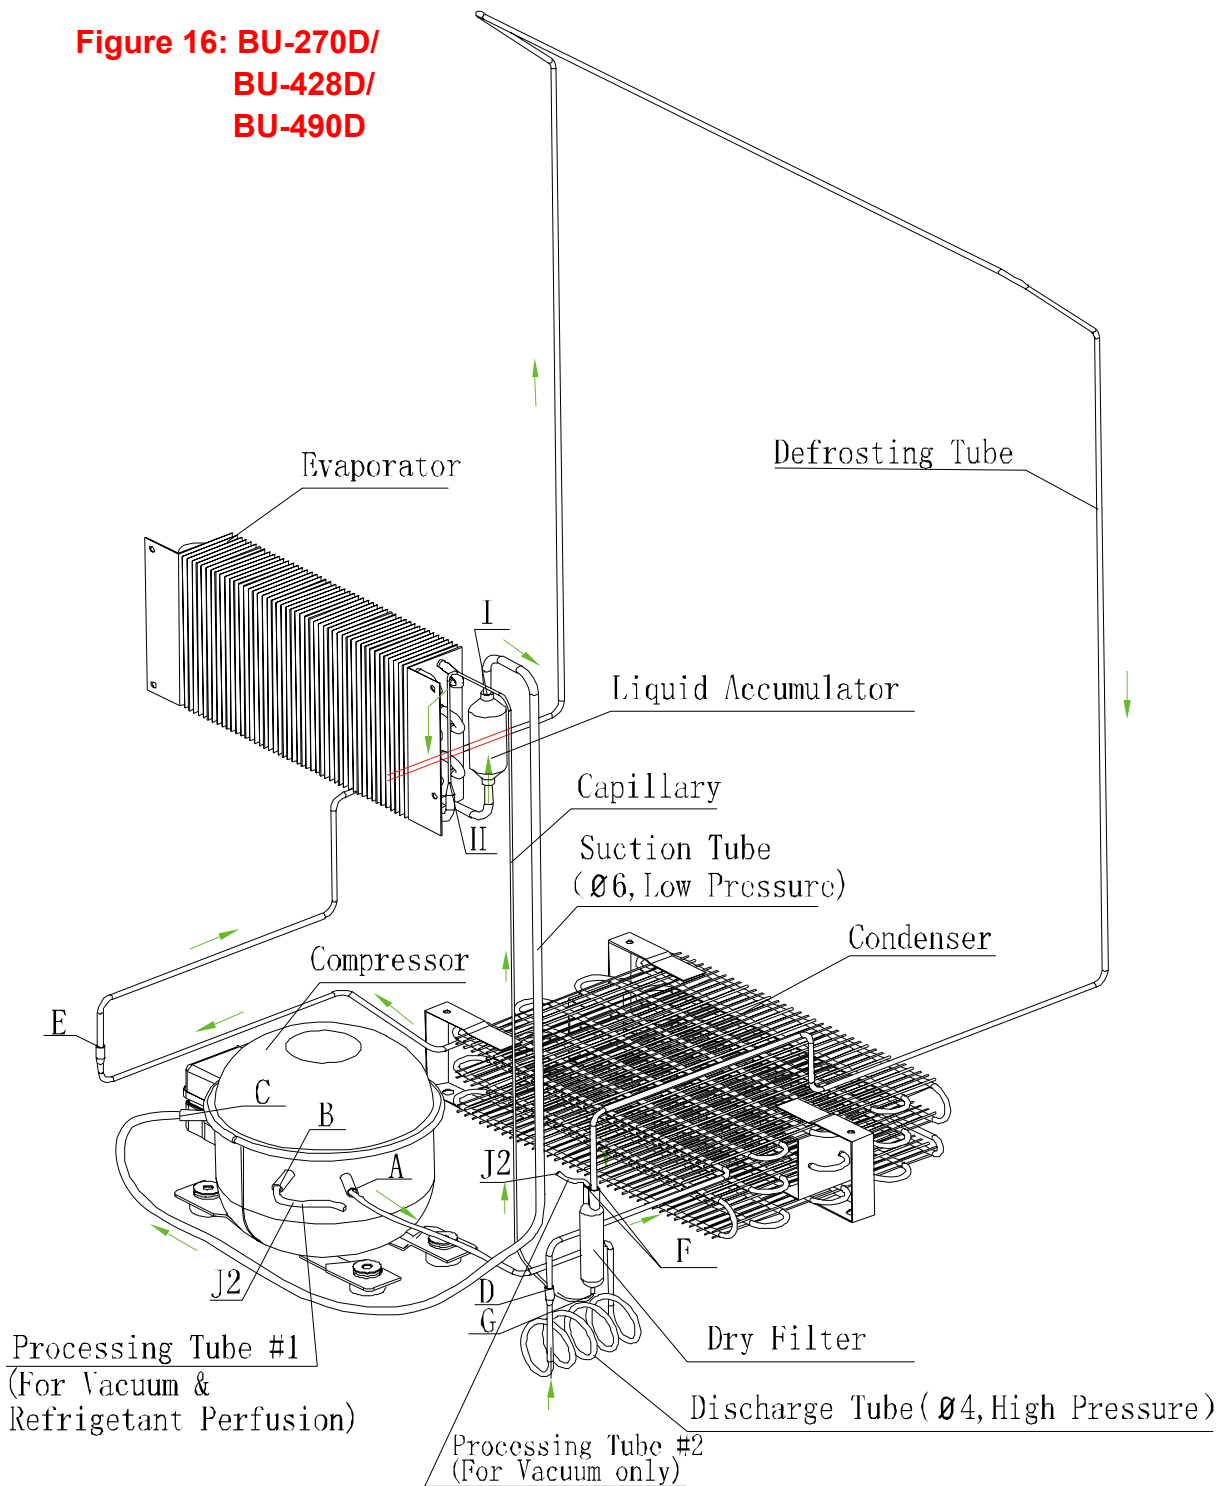 Figure 16: BU-270D/
BU-428D/
BU-490D
Evaporator
Defrosting Tube
I
Liquid Accumulator
Capillary
II
Suction Tube
(Ø6, Low Pressure)
Condenser
Compressor
E
C
B
A
J2
J2
F
D
G
Dry Filter
Processing Tube #1
(For Vacuum &
Refrigetant Perfusion)
Discharge Tube(Ø4, High Pressure)
Processing Tube #2
(For Vacuum only)